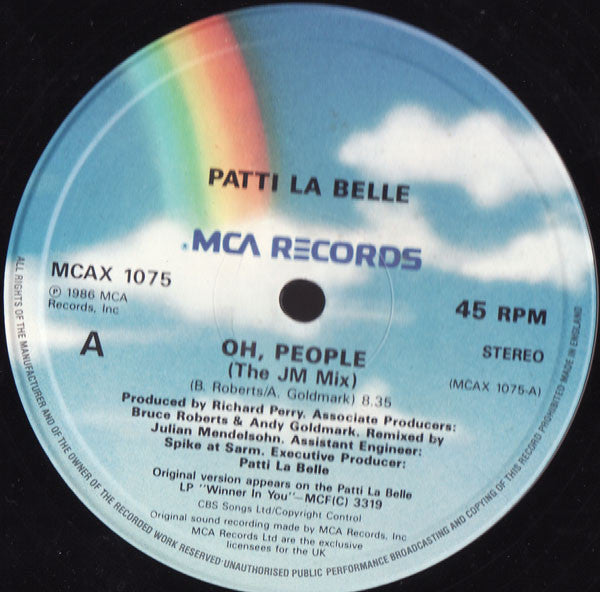 PATTI LA BELLE
MCA RECORDS
MCAX 1075
℗ 1986 MCA
Records, Inc
45 RPM
A
STEREO
(MCAX 1075-A)
OH, PEOPLE
(The JM Mix)
(B. Roberts/A. Goldmark) 8.35
Produced by Richard Perry. Associate Producers:
Bruce Roberts & Andy Goldmark. Remixed by
Julian Mendelsohn. Assistant Engineer:
Spike at Sarm. Executive Producer:
Patti La Belle
Original version appears on the Patti La Belle
LP "Winner In You"—MCF(C) 3319
CBS Songs Ltd/Copyright Control
Original sound recording made by MCA Records, Inc
MCA Records Ltd are the exclusive
licensees for the UK
ALL RIGHTS OF THE MANUFACTURER AND OF THE OWNER OF THE RECORDED WORK RESERVED·UNAUTHORISED PUBLIC PERFORMANCE BROADCASTING AND COPYING OF THIS RECORD PROHIBITED MADE IN ENGLAND